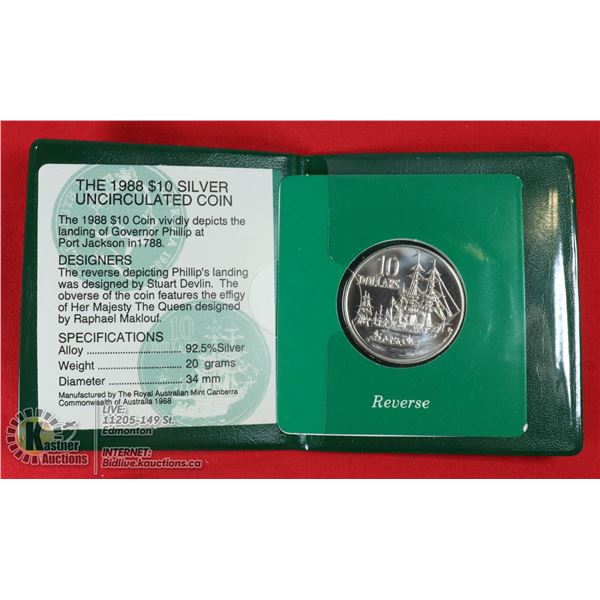 THE 1988 $10 SILVER
UNCIRCULATED COIN
The 1988 $10 Coin vividly depicts the
landing of Governor Phillip at
Port Jackson in1788.
DESIGNERS
The reverse depicting Phillip's landing
was designed by Stuart Devlin. The
obverse of the coin features the effigy
of Her Majesty The Queen designed
by Raphael Maklouf.
SPECIFICATIONS
Alloy ........................ 92.5%Silver
Weight ..................... 20 grams
Diameter .................. 34 mm
Manufactured by The Royal Australian Mint Canberra
Commonwealth of Australia 1988
10
DOLLARS
Reverse
Kastner
Auctions
LIVE:
11205-149 St.
Edmonton
INTERNET:
Bidlive.kauctions.ca